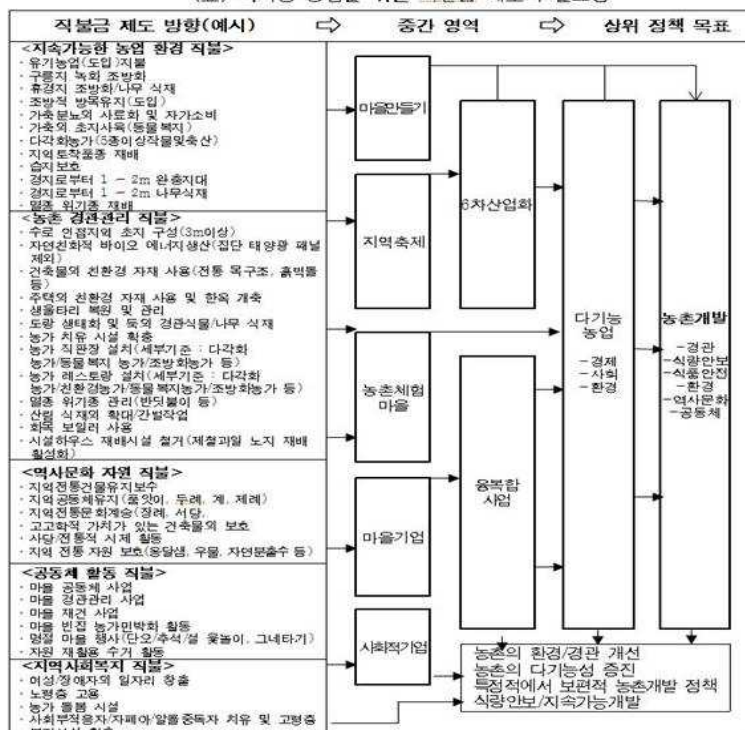 직불금 제도 방향(예시) ⇨ 중간 영역 ⇨ 상위 정책 목표
<지속가능한 농업 환경 직불>
· 유기농업(도입)지불
· 구릉지 녹화 조방화
· 휴경지 조방화/나무 식재
· 조방적 방목유지(도입)
· 가축분뇨의 사료화 및 자가소비
· 가축의 초지사육(동물복지)
· 다각화농가(5종이상작물및축산)
· 지역토착품종 재배
· 습지보호
· 경지로부터 1 - 2m 완충지대
· 경지로부터 1 - 2m 나무식재
· 멸종 위기종 재배
<농촌 경관관리 직불>
· 수로 인접지역 초지 구성(3m이상)
· 자연친화적 바이오 에너지생산(집단 태양광 패널 제외)
· 건축물의 친환경 자재 사용(전통 목구조, 흙벽돌 등)
· 주택의 친환경 자재 사용 및 한옥 개축
· 생울타리 복원 및 관리
· 도랑 생태화 및 둑의 경관식물/나무 식재
· 농가 치유 시설 확충
· 농가 직판장 설치(세부기준 : 다각화
농가/동물복지 농가/조방화농가 등)
· 농가 레스토랑 설치(세부기준 : 다각화
농가/친환경농가/동물복지농가/조방화농가 등)
· 멸종 위기종 관리(반딧불이 등)
· 산림 식재의 확대/간벌작업
· 화목 보일러 사용
· 시설하우스 재배시설 철거(제철과일 노지 재배
활성화)
<역사문화 자원 직불>
· 지역전통건물유지보수
· 지역공동체유지(품앗이, 두레, 계, 제례)
· 지역전통문화계승(장례, 서당,
· 고고학적 가치가 있는 건축물의 보호
· 사당/전통적 시제 활동
· 지역 전통 자원 보호(옹달샘, 우물, 자연분출수 등)
<공동체 활동 직불>
· 마을 공동체 사업
· 마을 경관관리 사업
· 마을 재건 사업
· 마을 빈집 농가민박화 활동
· 명절 마을 행사(단오/추석/설 윷놀이, 그네타기)
· 자원 재활용 수거 활동
<지역사회복지 직불>
· 여성/장애자의 일자리 창출
· 노령층 고용
· 농가 돌봄 시설
· 사회부적응자/자폐아/알콜중독자 치유 및 고령층
마을만들기
지역축제
농촌체험
마을
마을기업
사회적기업
6차산업화
융복합
사업
다기능
농업
-경제
-사회
-환경
농촌개발
-경관
-식량안보
-식품안전
-환경
-역사문화
-공동체
농촌의 환경/경관 개선
농촌의 다기능성 증진
특정적에서 보편적 농촌개발 정책
식량안보/지속가능개발